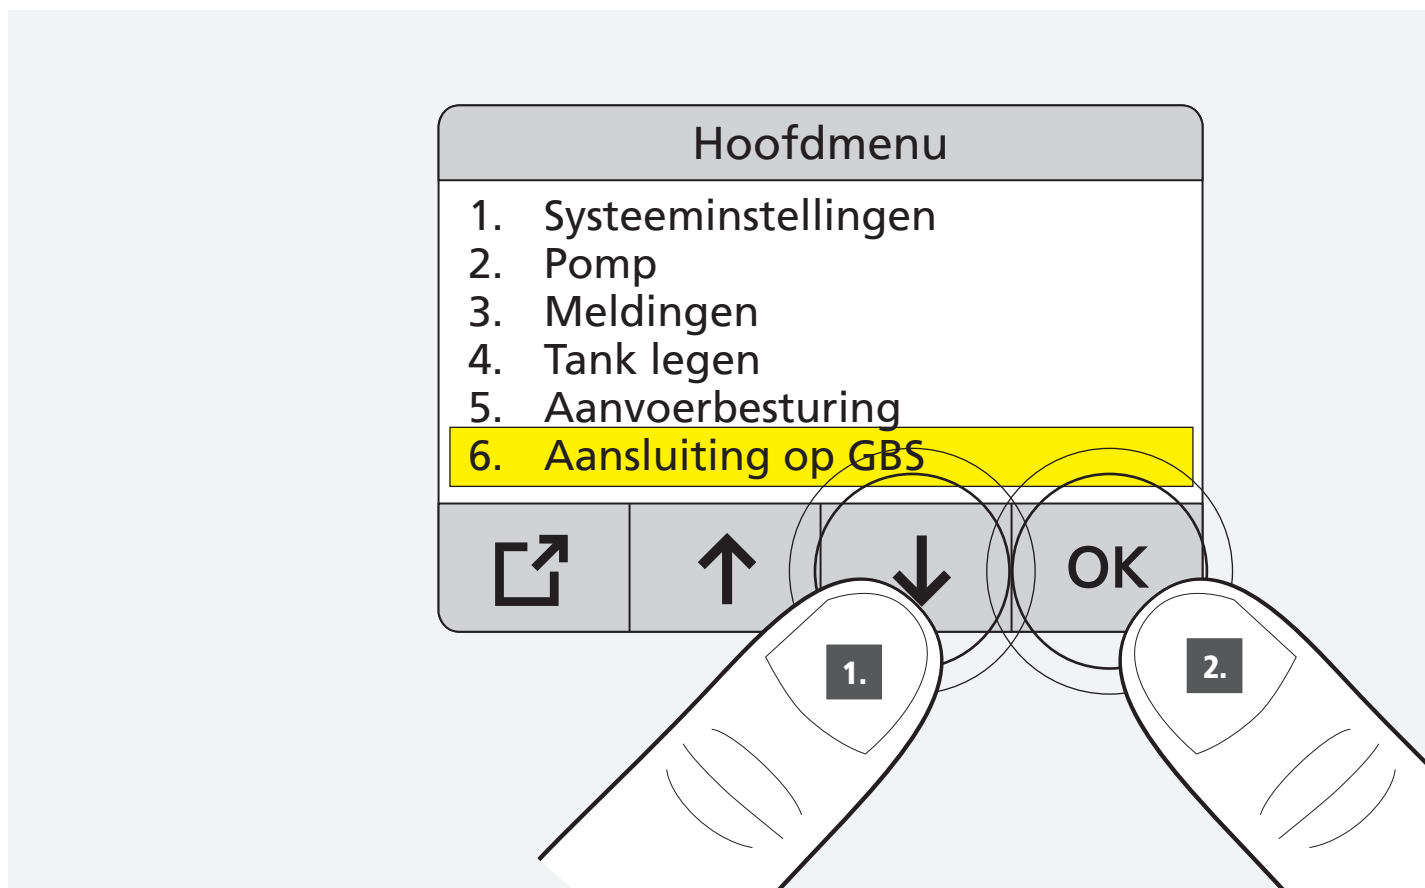 Hoofdmenu
1. Systeeminstellingen
2. Pomp
3. Meldingen
4. Tank legen
5. Aanvoerbesturing
6. Aansluiting op GBS
OK
1.
2.